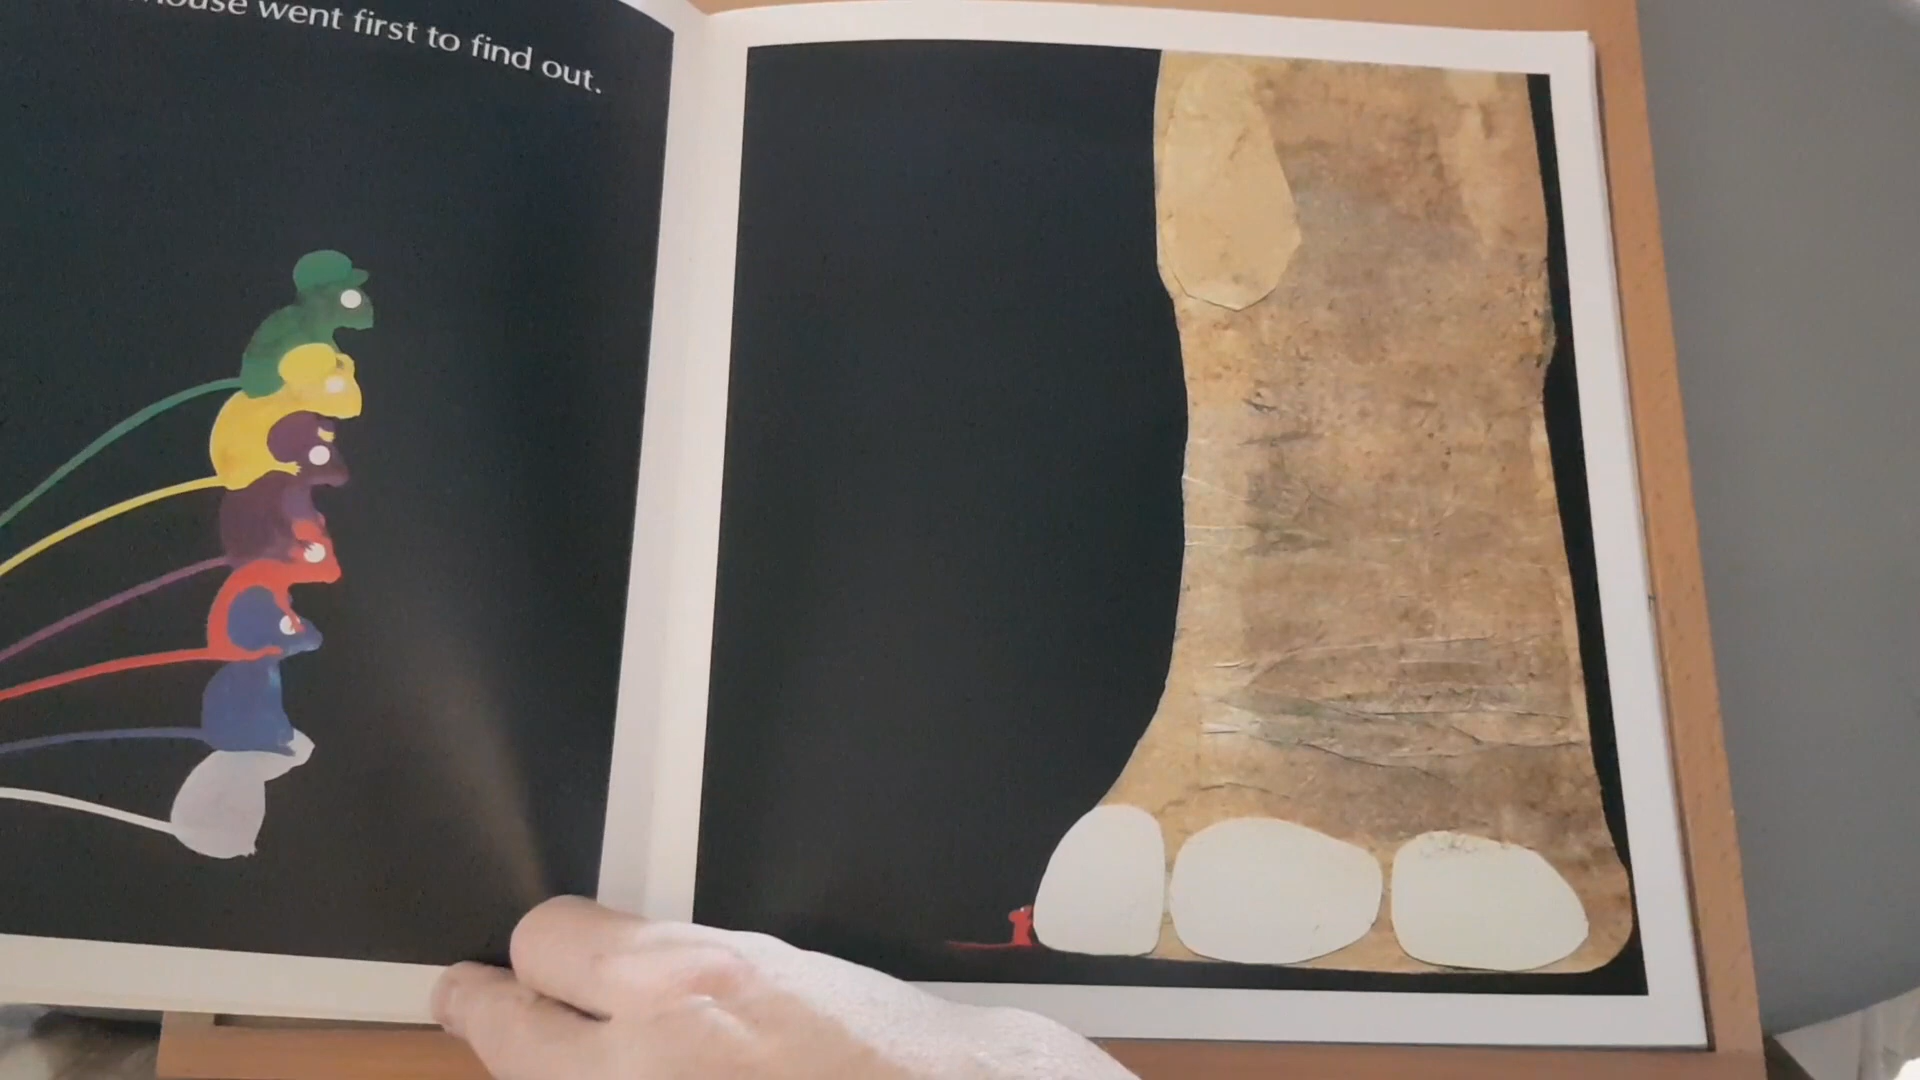 went first to find out.